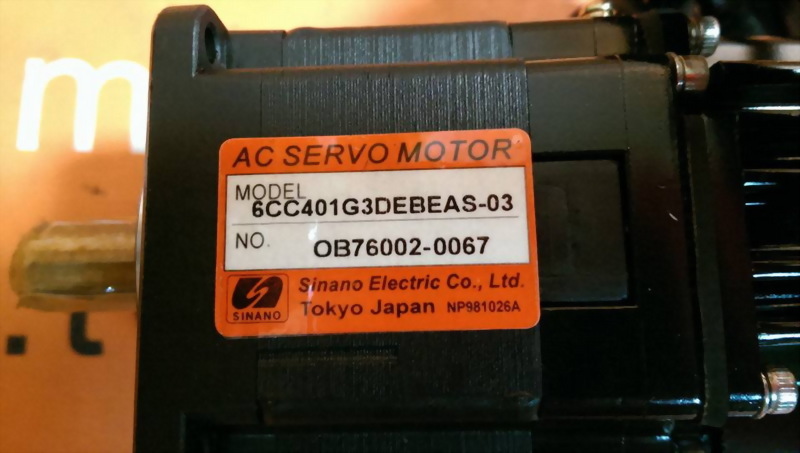 AC SERVO MOTOR
MODEL 6CC401G3DEBEAS-03
NO. OB76002-0067
SINANO
Sinano Electric Co., Ltd.
Tokyo Japan NP981026A